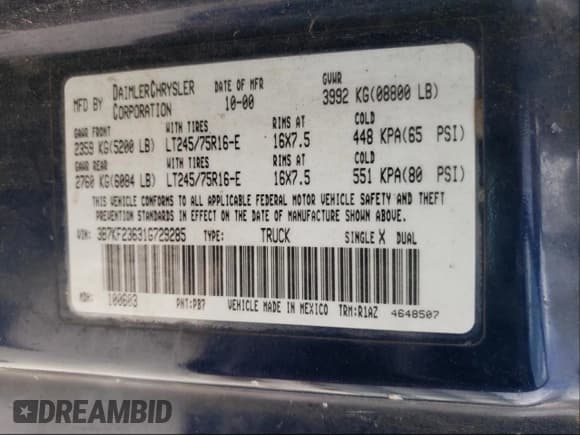 MFD BY DAIMLERCHRYSLER CORPORATION DATE OF MFR 10-00 GVWR 3992 KG(08800 LB)
GAWR FRONT WITH TIRES RIMS AT COLD
2359 KG(5200 LB) LT245/75R16-E 16X7.5 448 KPA(65 PSI)
GAWR REAR WITH TIRES RIMS AT COLD
2760 KG(6084 LB) LT245/75R16-E 16X7.5 551 KPA(80 PSI)
THIS VEHICLE CONFORMS TO ALL APPLICABLE FEDERAL MOTOR VEHICLE SAFETY AND THEFT
PREVENTION STANDARDS IN EFFECT ON THE DATE OF MANUFACTURE SHOWN ABOVE.
VIN: 3B7KF23631G729285 TYPE: TRUCK SINGLE X DUAL
MDH: 100603 PNT:PB7 VEHICLE MADE IN MEXICO TRM:R1AZ 4648507
DREAMBID